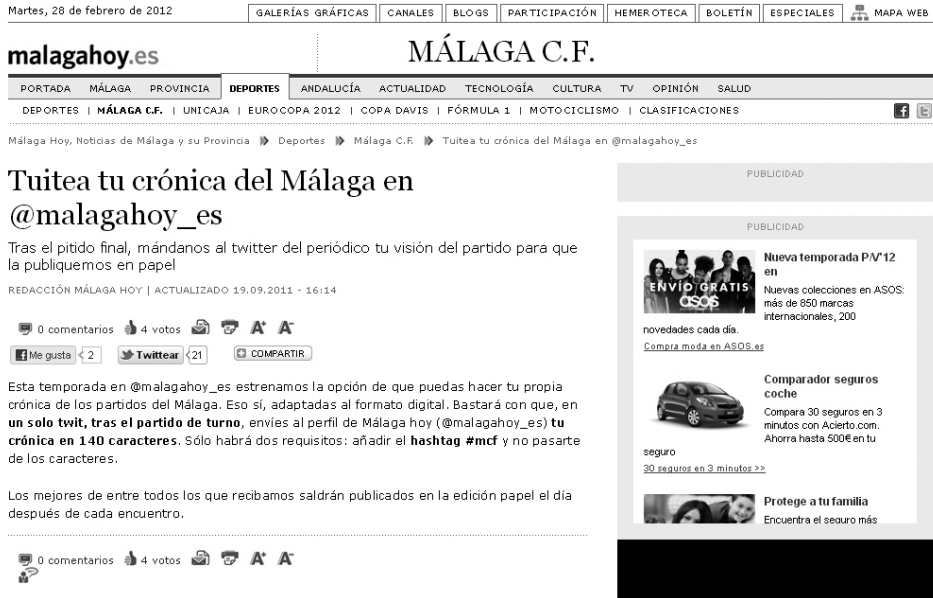 Martes, 28 de febrero de 2012
GALERÍAS GRÁFICAS CANALES BLOGS PARTICIPACIÓN HEMEROTECA BOLETÍN ESPECIALES MAPA WEB
malagahoy.es
MÁLAGA C.F.
PORTADA MÁLAGA PROVINCIA DEPORTES ANDALUCÍA ACTUALIDAD TECNOLOGÍA CULTURA TV OPINIÓN SALUD
DEPORTES | MÁLAGA C.F. | UNICAJA | EUROCOPA 2012 | COPA DAVIS | FÓRMULA 1 | MOTOCICLISMO | CLASIFICACIONES
Málaga Hoy, Noticias de Málaga y su Provincia Deportes Málaga C.F. Tuitea tu crónica del Málaga en @malagahoy_es
Tuitea tu crónica del Málaga en
@malagahoy_es
Tras el pitido final, mándanos al twitter del periódico tu visión del partido para que
la publiquemos en papel
REDACCIÓN MÁLAGA HOY | ACTUALIZADO 19.09.2011 - 16:14
0 comentarios 4 votos A+ A-
Me gusta 2 Twittear 21 COMPARTIR
Esta temporada en @malagahoy_es estrenamos la opción de que puedas hacer tu propia
crónica de los partidos del Málaga. Eso sí, adaptadas al formato digital. Bastará con que, en
un solo twit, tras el partido de turno, envíes al perfil de Málaga hoy (@malagahoy_es) tu
crónica en 140 caracteres. Sólo habrá dos requisitos: añadir el hashtag #mcf y no pasarte
de los caracteres.
Los mejores de entre todos los que recibamos saldrán publicados en la edición papel el día
después de cada encuentro.
0 comentarios 4 votos A+ A-
PUBLICIDAD
PUBLICIDAD
ENVÍO GRATIS
asos
Nueva temporada P/V'12
en
Nuevas colecciones en ASOS:
más de 850 marcas
internacionales, 200
novedades cada día.
Compra moda en ASOS.es
Comparador seguros
coche
Compara 30 seguros en 3
minutos con Acierto.com.
Ahorra hasta 500€ en tu
seguro
30 seguros en 3 minutos >>
Protege a tu familia
Encuentra el seguro más